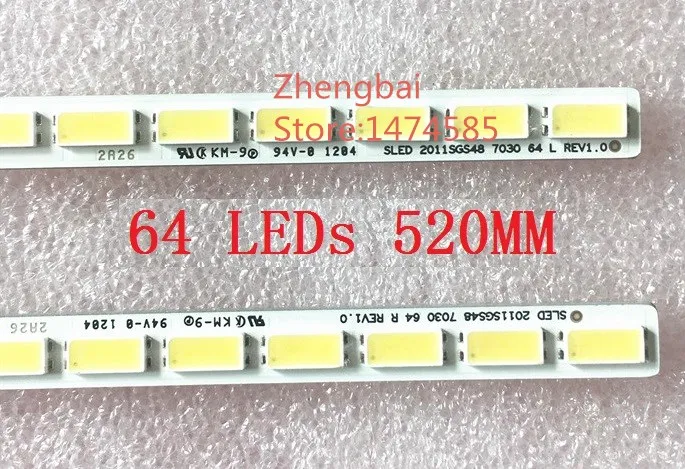 Zhengbai
Store:1474585
2A26 KM-9 94V-0 1204 SLED 2011SGS48 7030 64 L REV1.0
64 LEDs 520MM
SLED 2011SGS48 7030 64 R REV1.0 KM-9 94V-0 1204 2A26